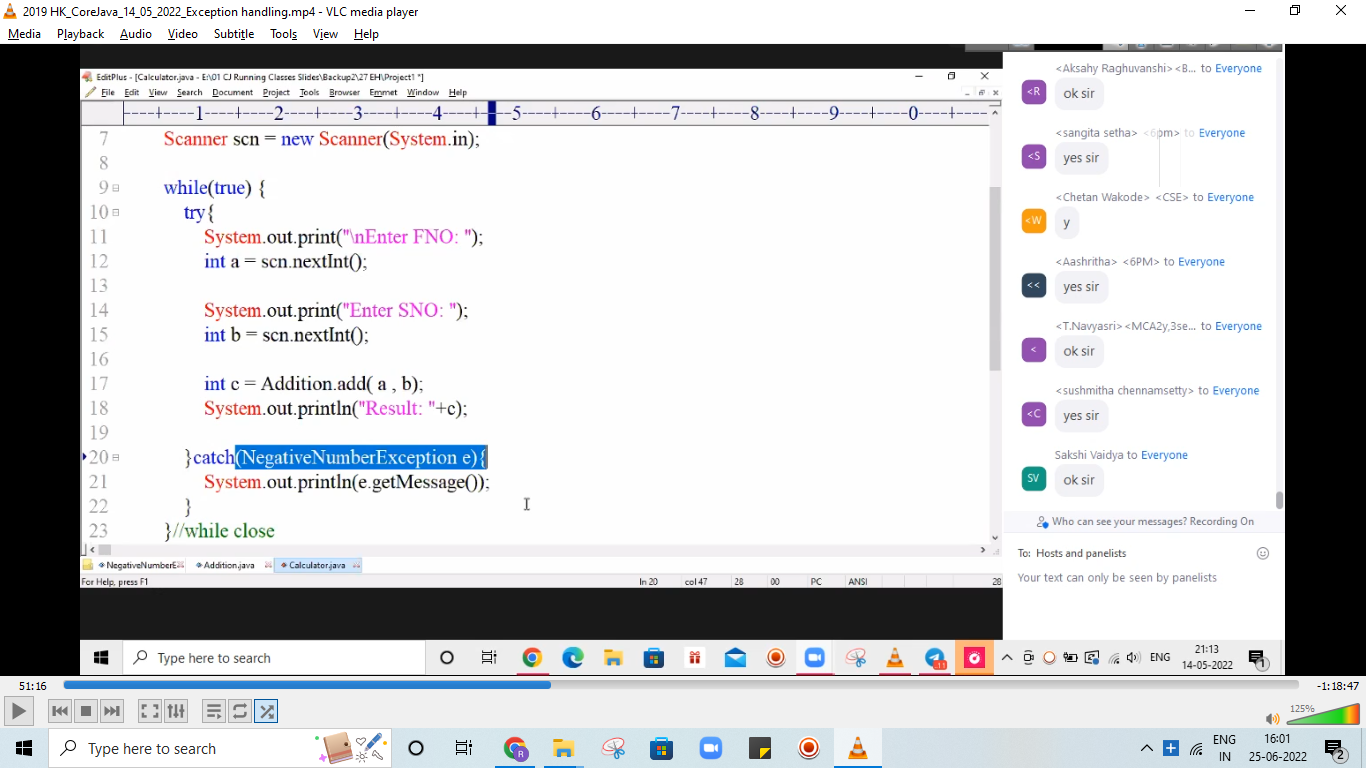 2019 HK_CoreJava_14_05_2022_Exception handling.mp4 - VLC media player
Media Playback Audio Video Subtitle Tools View Help
EditPlus - [Calculator.java - E:\01 CJ Running Classes Slides\Backup2\27 EH\Project1 *]
File Edit View Search Document Project Tools Browser Emmet Window Help
----+----1----+----2----+----3----+----4----+----5----+----6----+----7----+----8----+----9----+----0----+----
7 Scanner scn = new Scanner(System.in);
8
9 while(true) {
10 try{
11 System.out.print("\nEnter FNO: ");
12 int a = scn.nextInt();
13
14 System.out.print("Enter SNO: ");
15 int b = scn.nextInt();
16
17 int c = Addition.add( a , b);
18 System.out.println("Result: "+c);
19
20 }catch(NegativeNumberException e){
21 System.out.println(e.getMessage());
22 }
23 }//while close
NegativeNumberE Addition.java Calculator.java
For Help, press F1 ln 20 col 47 28 00 PC ANSI 28
<Aksahy Raghuvanshi> <B... to Everyone
<R ok sir
<sangita setha> <6pm> to Everyone
<S yes sir
<Chetan Wakode> <CSE> to Everyone
<W y
<Aashritha> <6PM> to Everyone
<< yes sir
<T.Navyasri> <MCA2y,3se... to Everyone
< ok sir
<sushmitha chennamsetty> to Everyone
<C yes sir
Sakshi Vaidya to Everyone
SV ok sir
Who can see your messages? Recording On
To: Hosts and panelists
Your text can only be seen by panelists
Type here to search 11 ENG 21:13
14-05-2022 1
51:16 -1:18:47
125%
Type here to search R ENG 16:01
IN 25-06-2022 2